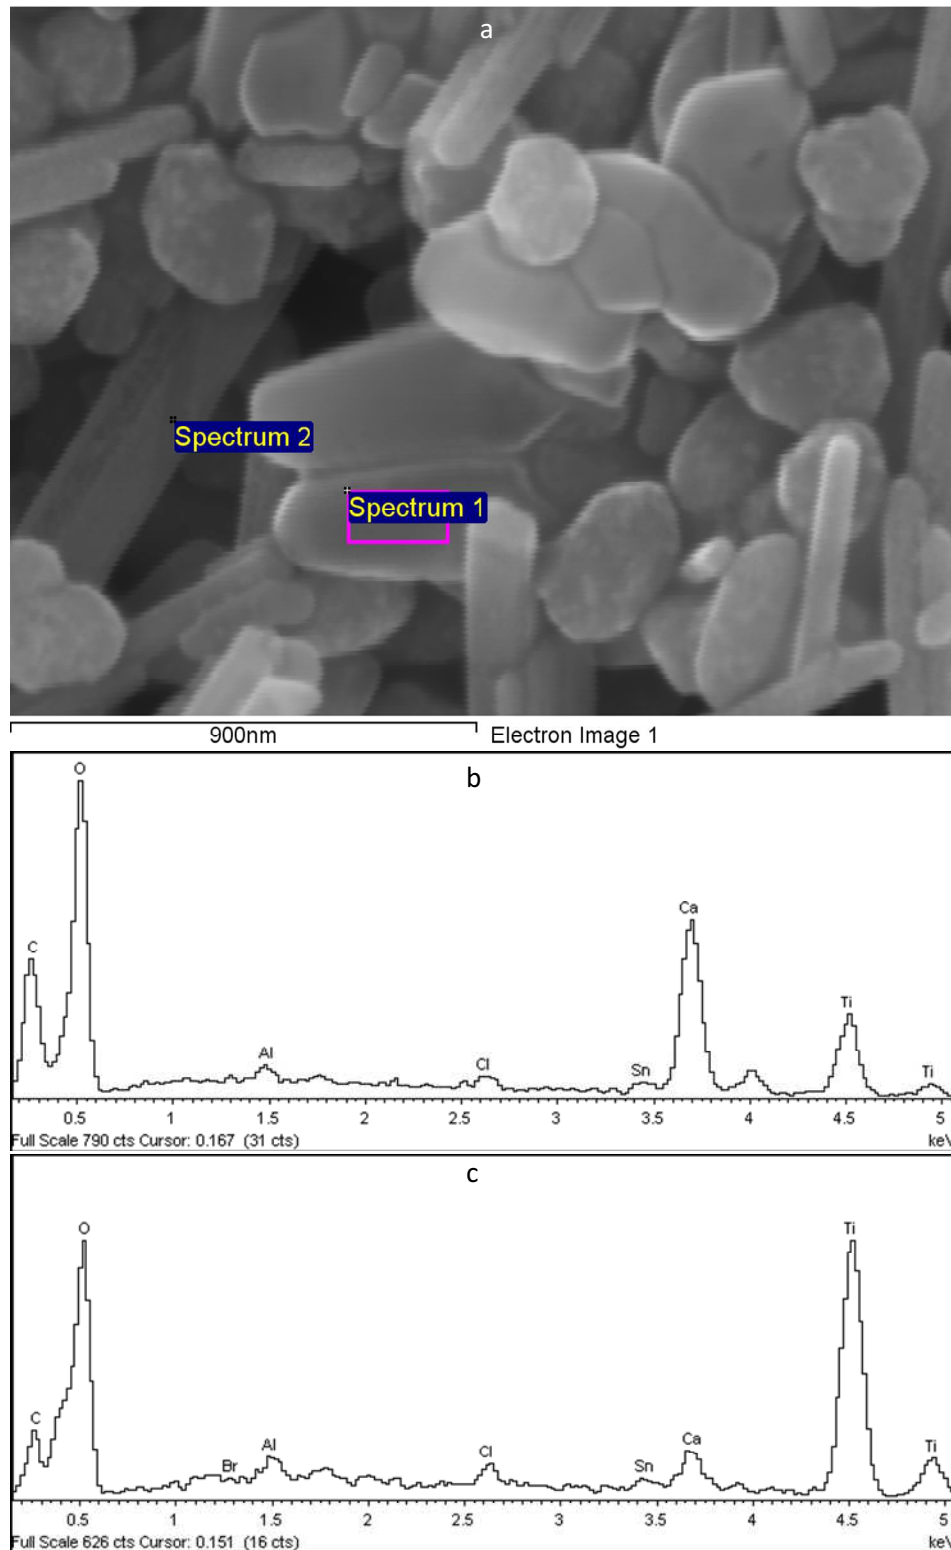 a
Spectrum 2
Spectrum 1
900nm Electron Image 1
b
O
C
Ca
Ti
Al
Cl
Sn
Ti
0.5 1 1.5 2 2.5 3 3.5 4 4.5 5
Full Scale 790 cts Cursor: 0.167 (31 cts) keV
c
O
Ti
C
Br
Al
Cl
Sn
Ca
Ti
0.5 1 1.5 2 2.5 3 3.5 4 4.5 5
Full Scale 626 cts Cursor: 0.151 (16 cts) keV